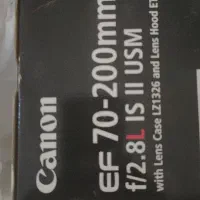 Canon
EF 70-200mm
f/2.8L IS II USM
with Lens Case LZ1326 and Lens Hood